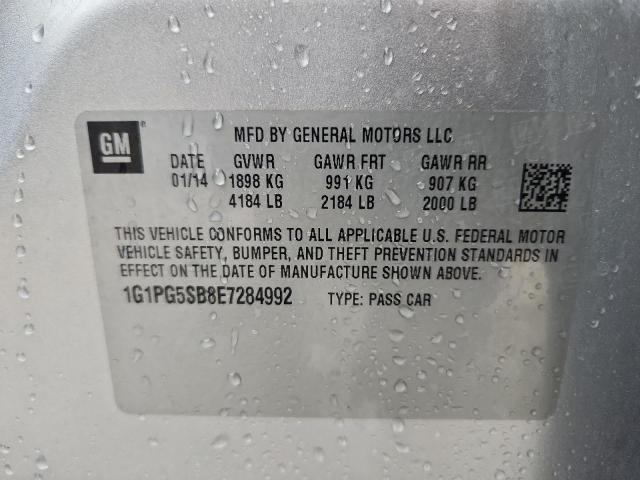 GM ®
MFD BY GENERAL MOTORS LLC
DATE GVWR GAWR FRT GAWR RR
01/14 1898 KG 991 KG 907 KG
4184 LB 2184 LB 2000 LB
THIS VEHICLE CONFORMS TO ALL APPLICABLE U.S. FEDERAL MOTOR
VEHICLE SAFETY, BUMPER, AND THEFT PREVENTION STANDARDS IN
EFFECT ON THE DATE OF MANUFACTURE SHOWN ABOVE.
1G1PG5SB8E7284992 TYPE: PASS CAR